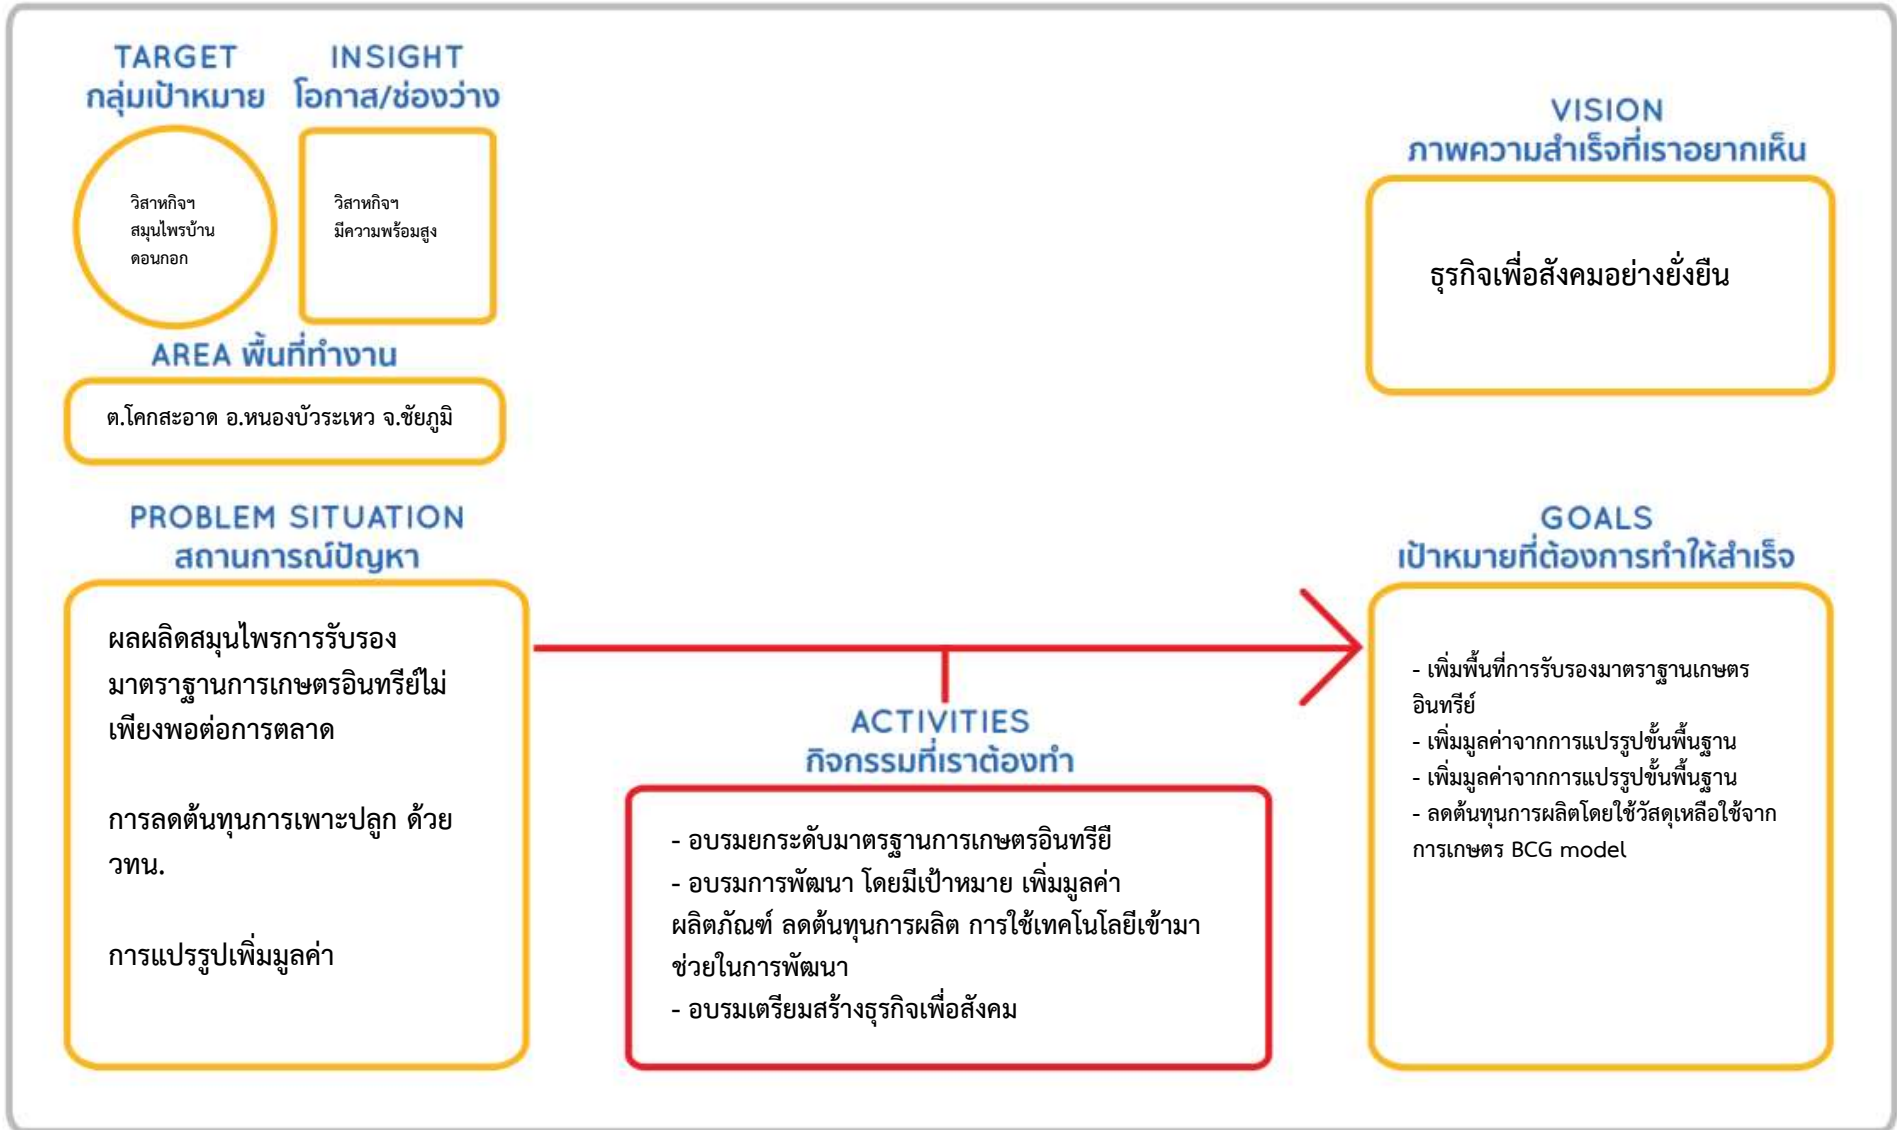 TARGET
กลุ่มเป้าหมาย
วิสาหกิจฯ
สมุนไพรบ้าน
ดอนกอก
INSIGHT
โอกาส/ช่องว่าง
วิสาหกิจฯ
มีความพร้อมสูง
AREA พื้นที่ทำงาน
ต.โคกสะอาด อ.หนองบัวระเหว จ.ชัยภูมิ
VISION
ภาพความสำเร็จที่เราอยากเห็น
ธุรกิจเพื่อสังคมอย่างยั่งยืน
PROBLEM SITUATION
สถานการณ์ปัญหา
ผลผลิดสมุนไพรการรับรอง
มาตราฐานการเกษตรอินทรีย์ไม่
เพียงพอต่อการตลาด
การลดต้นทุนการเพาะปลูก ด้วย
วทน.
การแปรรูปเพิ่มมูลค่า
ACTIVITIES
กิจกรรมที่เราต้องทำ
- อบรมยกระดับมาตรฐานการเกษตรอินทรียื
- อบรมการพัฒนา โดยมีเป้าหมาย เพิ่มมูลค่า
ผลิตภัณฑ์ ลดต้นทุนการผลิต การใช้เทคโนโลยีเข้ามา
ช่วยในการพัฒนา
- อบรมเตรียมสร้างธุรกิจเพื่อสังคม
GOALS
เป้าหมายที่ต้องการทำให้สำเร็จ
- เพิ่มพื้นที่การรับรองมาตราฐานเกษตร
อินทรีย์
- เพิ่มมูลค่าจากการแปรรูปขั้นพื้นฐาน
- เพิ่มมูลค่าจากการแปรรูปขั้นพื้นฐาน
- ลดต้นทุนการผลิตโดยใช้วัสดุเหลือใช้จาก
การเกษตร BCG model